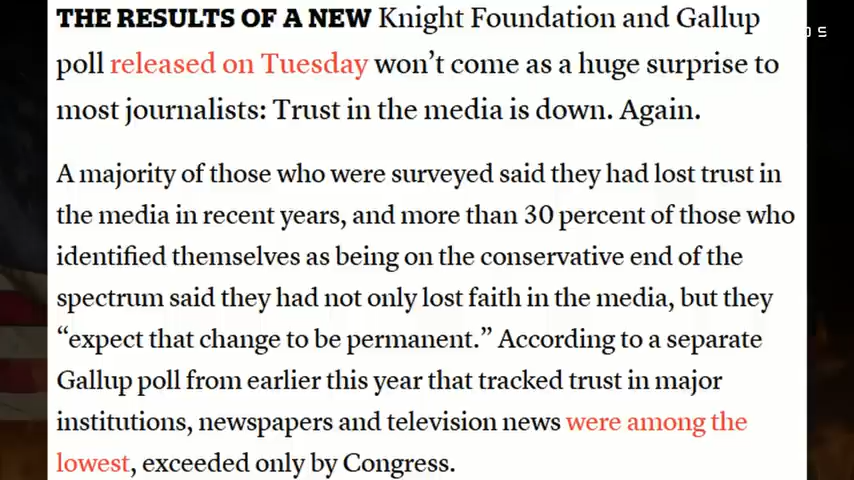 THE RESULTS OF A NEW Knight Foundation and Gallup
poll released on Tuesday won’t come as a huge surprise to
most journalists: Trust in the media is down. Again.
A majority of those who were surveyed said they had lost trust in
the media in recent years, and more than 30 percent of those who
identified themselves as being on the conservative end of the
spectrum said they had not only lost faith in the media, but they
“expect that change to be permanent.” According to a separate
Gallup poll from earlier this year that tracked trust in major
institutions, newspapers and television news were among the
lowest, exceeded only by Congress.